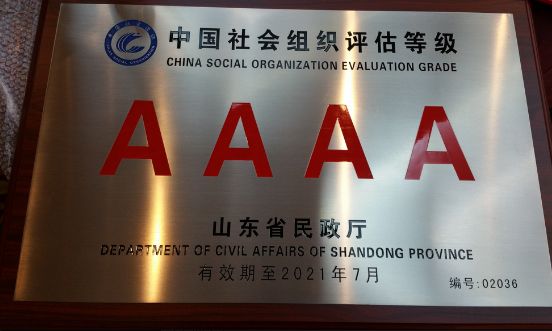 中国社会组织评估等级
CHINA SOCIAL ORGANIZATION EVALUATION GRADE
AAAA
山东省民政厅
DEPARTMENT OF CIVIL AFFAIRS OF SHANDONG PROVINCE
有效期至2021年7月
编号:02036